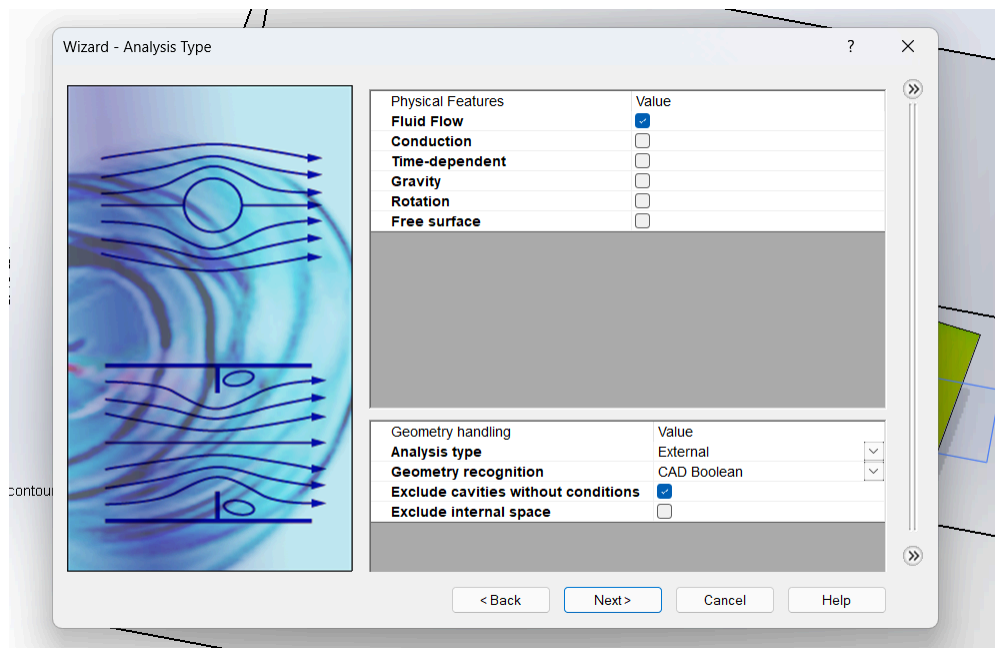 Wizard - Analysis Type ?
Physical Features Value
Fluid Flow
Conduction
Time-dependent
Gravity
Rotation
Free surface
Geometry handling Value
Analysis type External
Geometry recognition CAD Boolean
Exclude cavities without conditions
Exclude internal space
contou
< Back Next > Cancel Help